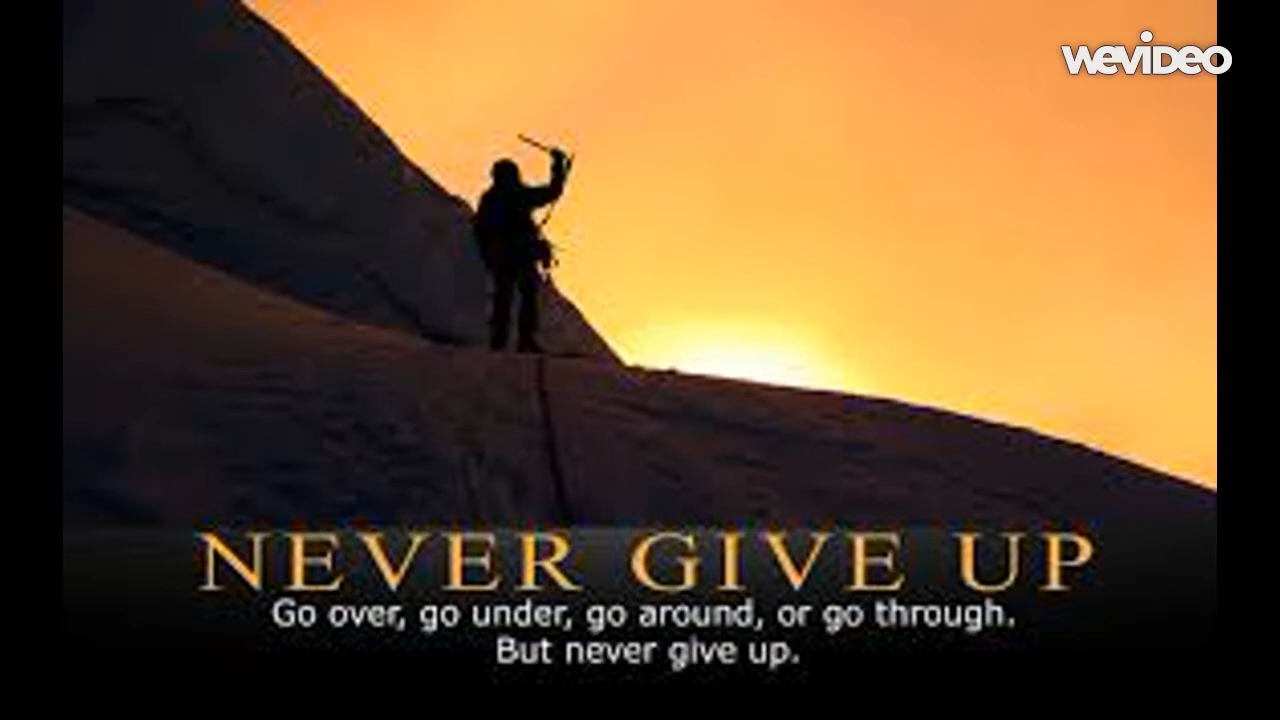 WEVIDEO
NEVER GIVE UP
Go over, go under, go around, or go through.
But never give up.